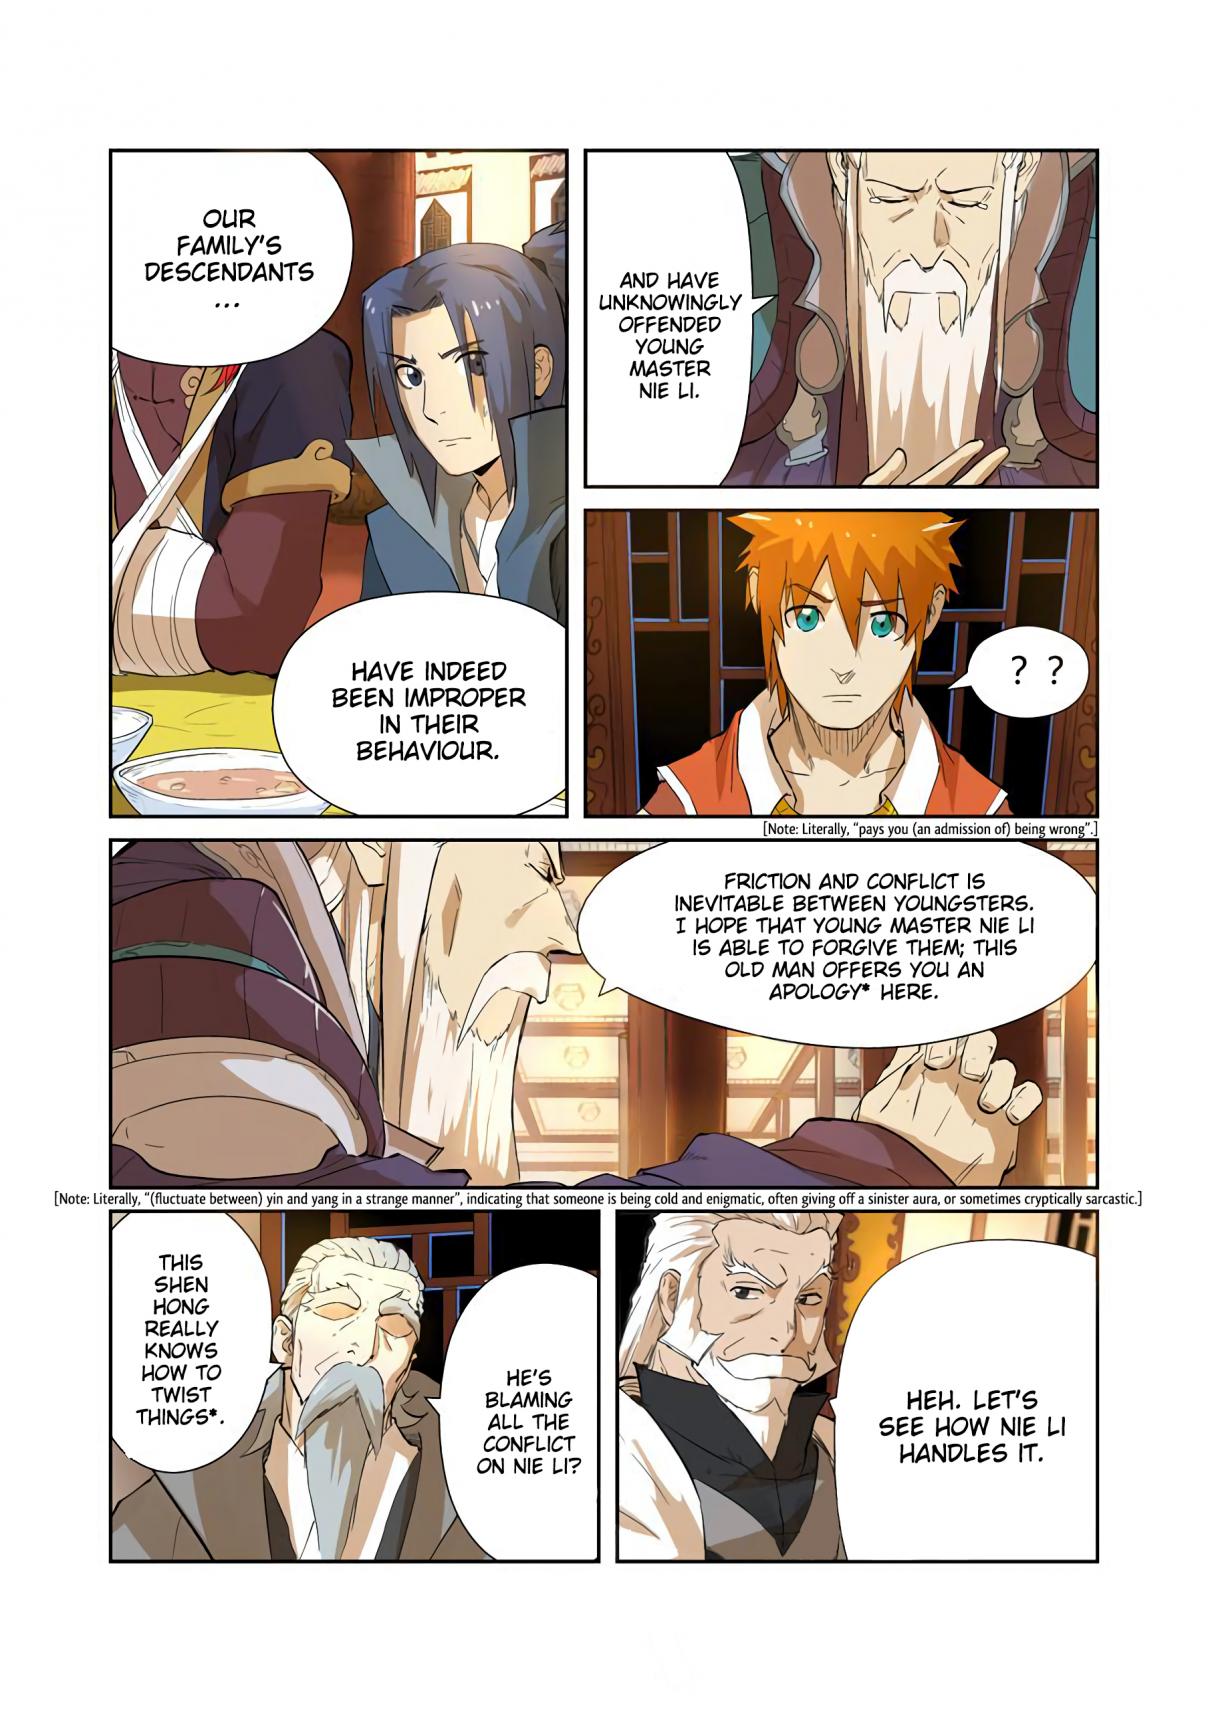 OUR
FAMILY'S
DESCENDANTS
...
HAVE INDEED
BEEN IMPROPER
IN THEIR
BEHAVIOUR.
AND HAVE
UNKNOWINGLY
OFFENDED
YOUNG
MASTER
NIE LI.
? ?
[Note: Literally, "pays you (an admission of) being wrong".]
FRICTION AND CONFLICT IS
INEVITABLE BETWEEN YOUNGSTERS.
I HOPE THAT YOUNG MASTER NIE LI
IS ABLE TO FORGIVE THEM; THIS
OLD MAN OFFERS YOU AN
APOLOGY* HERE.
[Note: Literally, "(fluctuate between) yin and yang in a strange manner", indicating that someone is being cold and enigmatic, often giving off a sinister aura, or sometimes cryptically sarcastic.]
THIS
SHEN
HONG
REALLY
KNOWS
HOW TO
TWIST
THINGS*.
HE'S
BLAMING
ALL THE
CONFLICT
ON NIE LI?
HEH. LET'S
SEE HOW NIE LI
HANDLES IT.